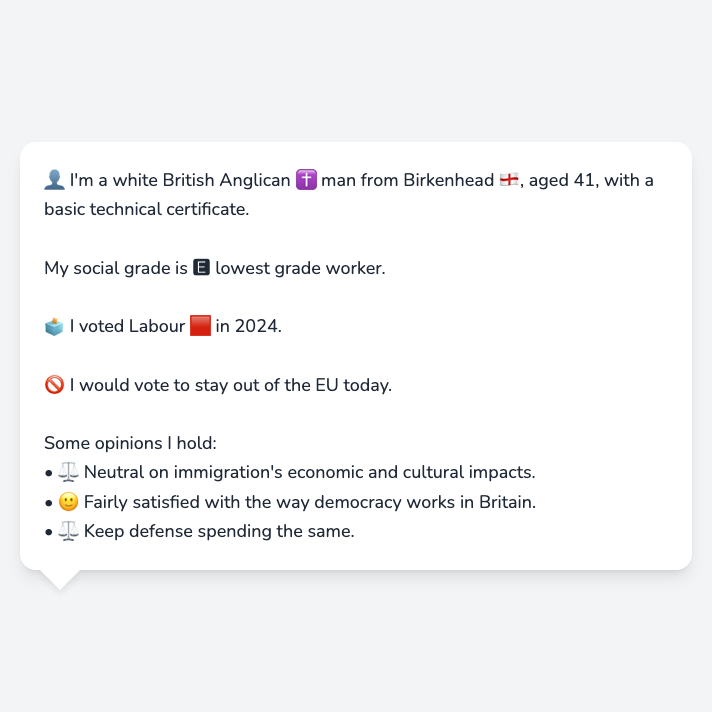 👤 I'm a white British Anglican ✝️ man from Birkenhead 🏴󠁧󠁢󠁥󠁮󠁧󠁿, aged 41, with a
basic technical certificate.
My social grade is 🅴 lowest grade worker.
🗳️ I voted Labour 🟥 in 2024.
🚫 I would vote to stay out of the EU today.
Some opinions I hold:
• ⚖️ Neutral on immigration's economic and cultural impacts.
• 🙂 Fairly satisfied with the way democracy works in Britain.
• ⚖️ Keep defense spending the same.